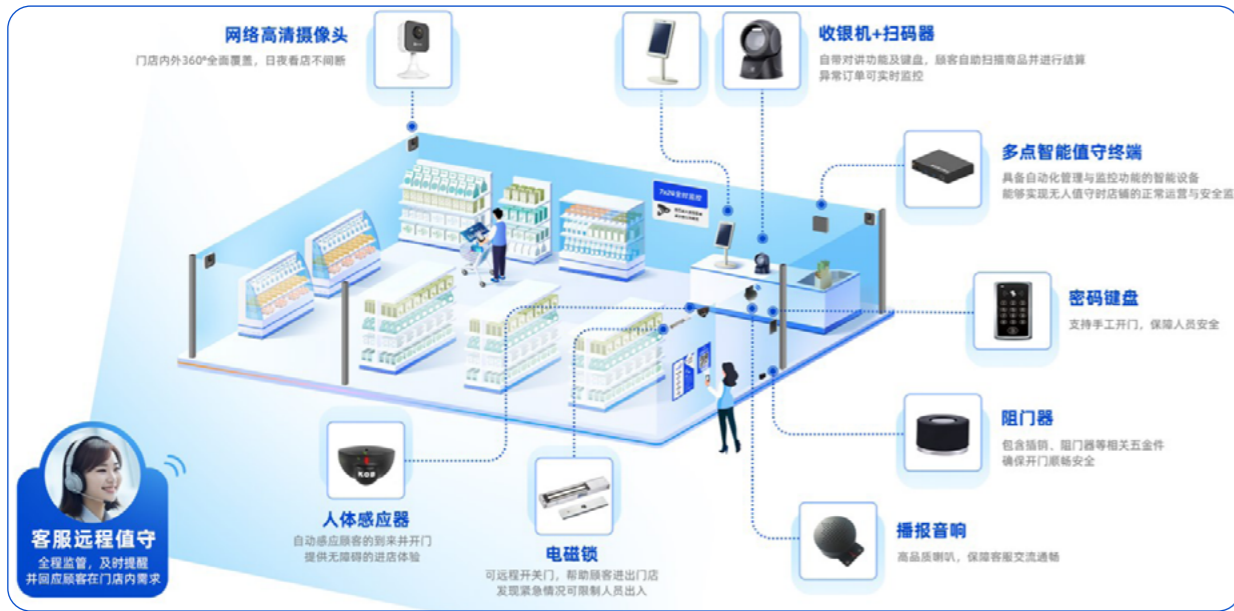 网络高清摄像头
门店内外360°全面覆盖，日夜看店不间断
收银机+扫码器
自带对讲功能及键盘，顾客自助扫描商品并进行结算
异常订单可实时监控
多点智能值守终端
具备自动化管理与监控功能的智能设备
能够实现无人值守时店铺的正常运营与安全监
密码键盘
支持手工开门，保障人员安全
阻门器
包含插销，阻门器等相关五金件
确保开门顺畅安全
播报音响
高品质喇叭，保障客服交流通畅
电磁锁
可远程开关门，帮助顾客进出门店
发现紧急情况可限制人员出入
人体感应器
自动感应顾客的到来并开门
提供无障碍的进店体验
客服远程值守
全程监管，及时提醒
并回应顾客在门店内需求